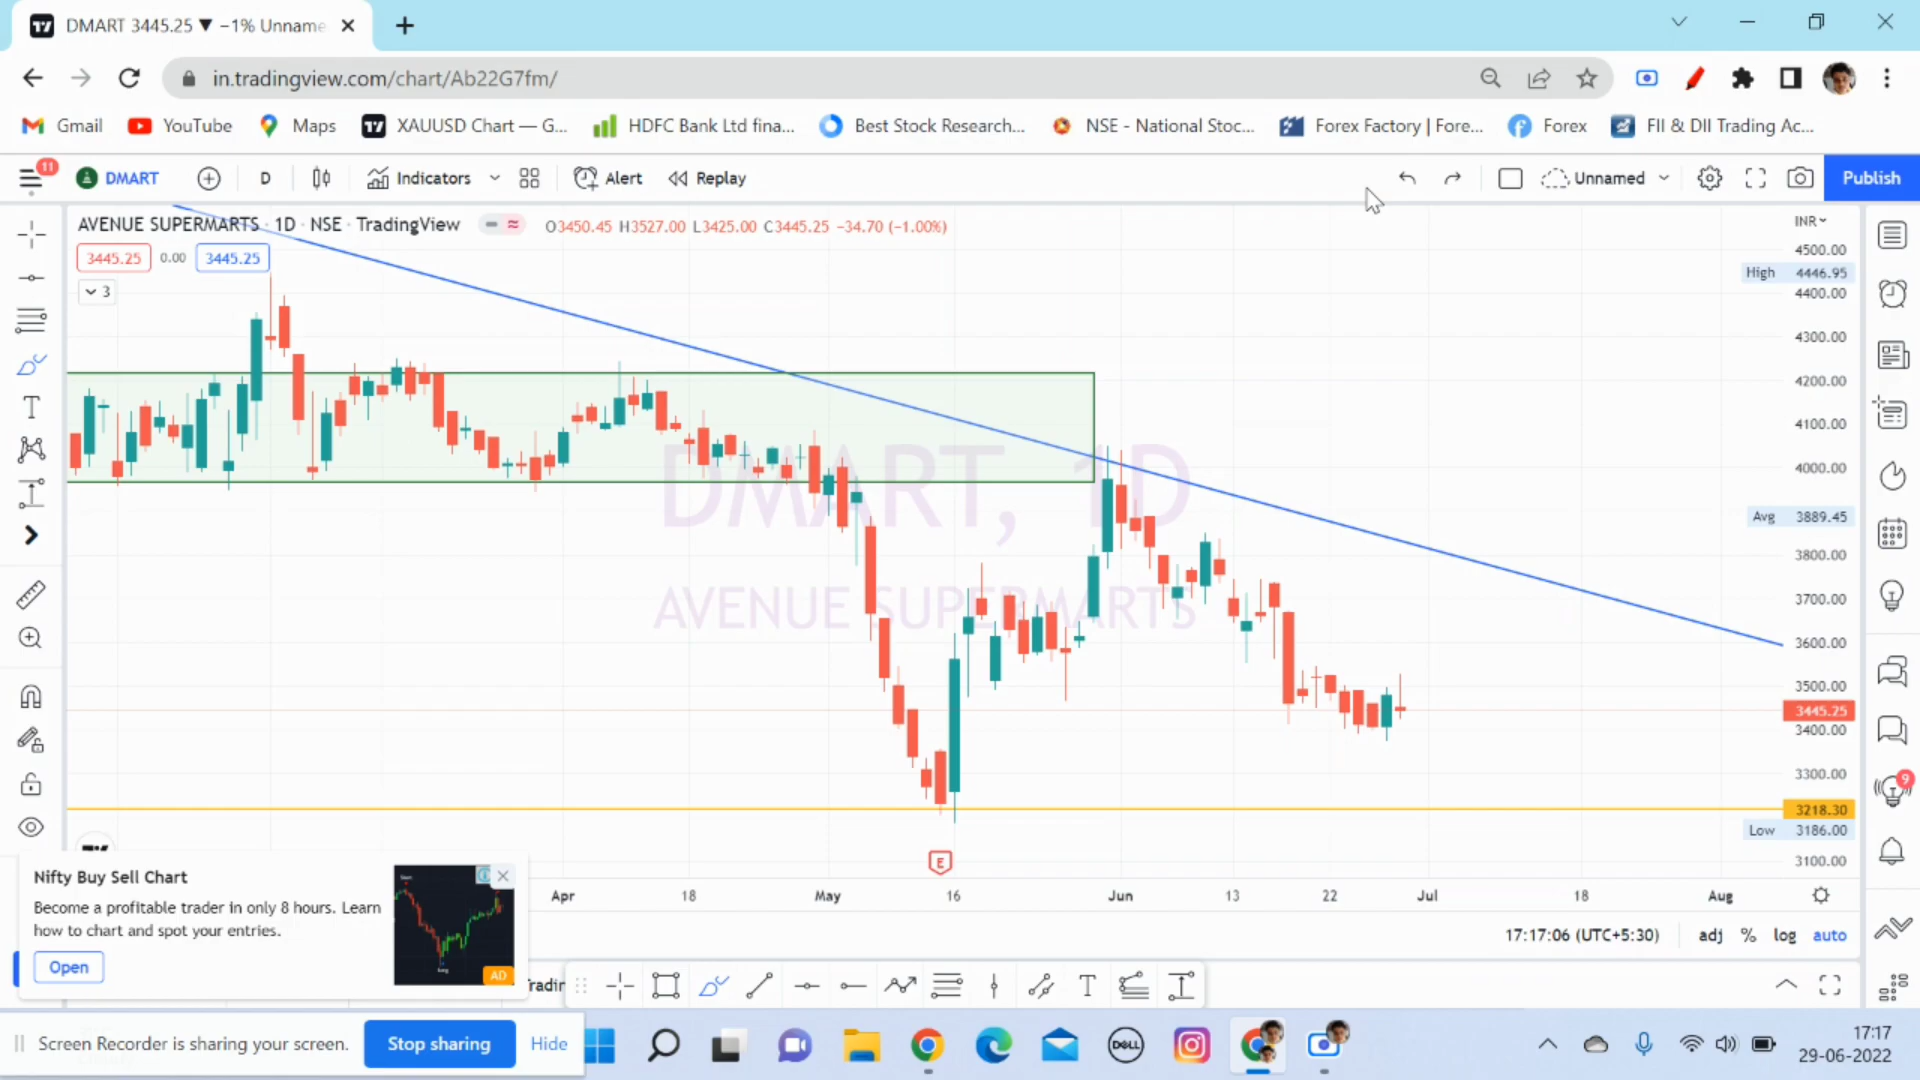 DMART 3445.25 ▼ −1% Unname
in.tradingview.com/chart/Ab22G7fm/
Gmail YouTube Maps XAUUSD Chart — G... HDFC Bank Ltd fina... Best Stock Research... NSE - National Stoc... Forex Factory | Fore... Forex FII & DII Trading Ac...
11 DMART D Indicators Alert Replay Unnamed Publish
AVENUE SUPERMARTS · 1D · NSE · TradingView O3450.45 H3527.00 L3425.00 C3445.25 −34.70 (−1.00%)
INR
3445.25 0.00 3445.25
3
4500.00
High 4446.95
4400.00
4300.00
4200.00
4100.00
4000.00
DMART, 1D
Avg 3889.45
3800.00
AVENUE SUPERMARTS
3700.00
3600.00
3500.00
3445.25
3400.00
3300.00
9
3218.30
Low 3186.00
E
3100.00
Apr 18 May 16 Jun 13 22 Jul 18 Aug
Nifty Buy Sell Chart
Become a profitable trader in only 8 hours. Learn
how to chart and spot your entries.
Open
AD
17:17:06 (UTC+5:30) adj % log auto
Tradin
Screen Recorder is sharing your screen. Stop sharing Hide
DELL
17:17
29-06-2022